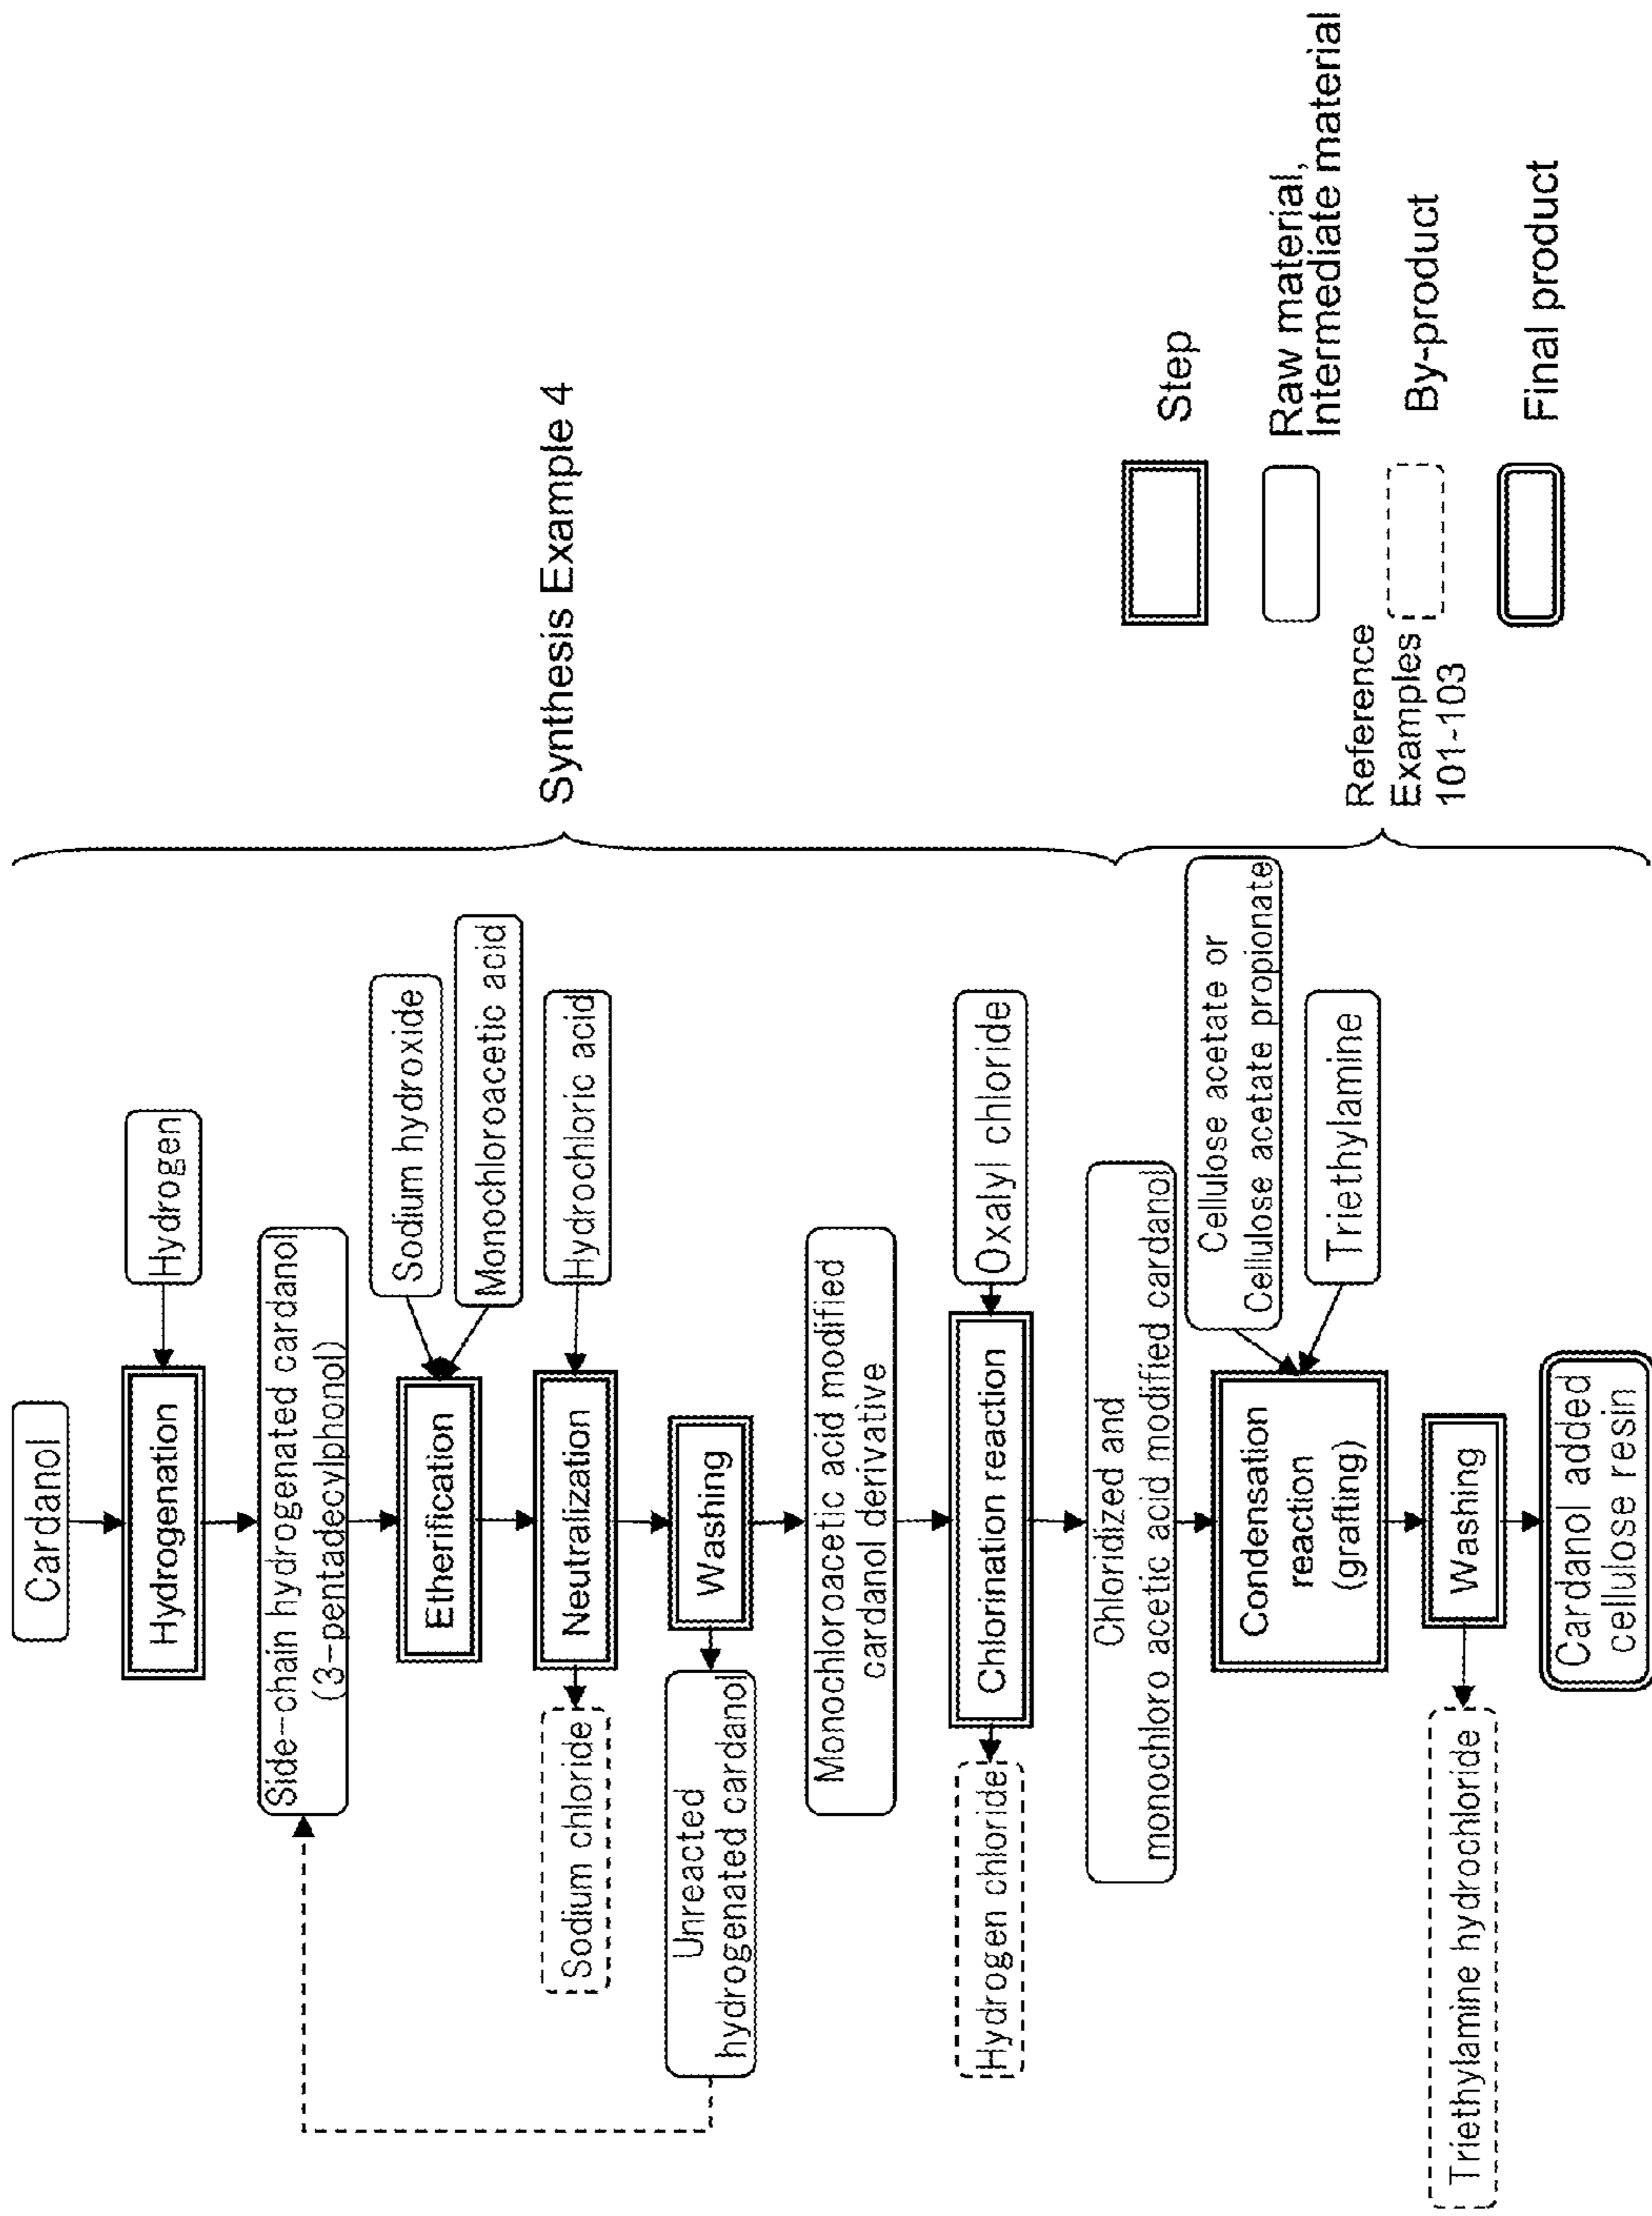 Cardanol
Hydrogenation
Hydrogen
Side-chain hydrogenated cardanol
(3-pentadecylphonol)
Etherification
Sodium hydroxide
Monochloroacetic acid
Neutralization
Hydrochloric acid
Sodium chloride
Washing
Unreacted
hydrogenated cardanol
Monochloroacetic acid modified
cardanol derivative
Chlorination reaction
Oxalyl chloride
Hydrogen chloride
Chloridized and
monochloro acetic acid modified cardanol
Condensation
reaction
(grafting)
Cellulose acetate or
Cellulose acetate propionate
Triethylamine
Washing
Triethylamine hydrochloride
Cardanol added
cellulose resin
Synthesis Example 4
Reference
Examples
101-103
Step
Raw material,
Intermediate material
By-product
Final product